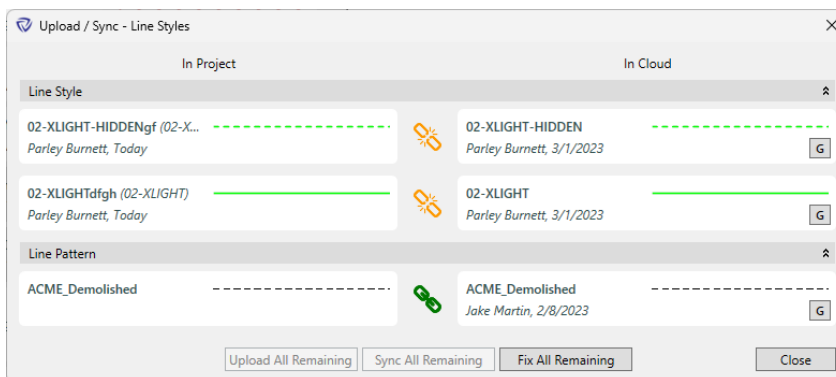 Upload / Sync - Line Styles
In Project In Cloud
Line Style
02-XLIGHT-HIDDENgf (02-X... 02-XLIGHT-HIDDEN
Parley Burnett, Today Parley Burnett, 3/1/2023
G
02-XLIGHTdfgh (02-XLIGHT) 02-XLIGHT
Parley Burnett, Today Parley Burnett, 3/1/2023
G
Line Pattern
ACME_Demolished ACME_Demolished
Jake Martin, 2/8/2023
G
Upload All Remaining Sync All Remaining Fix All Remaining Close